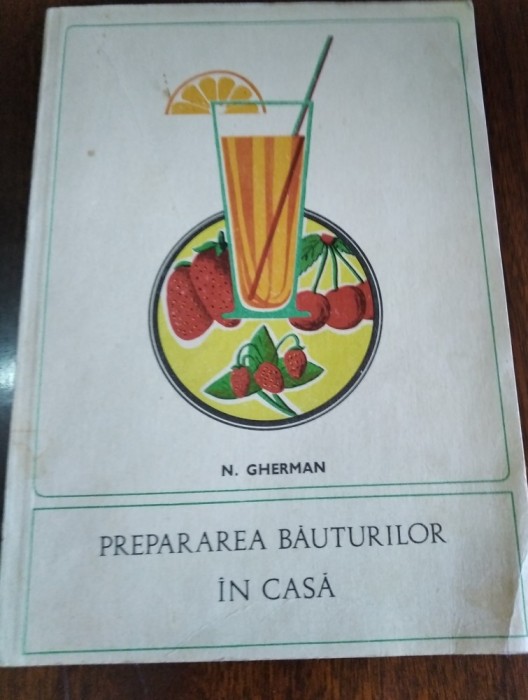 N. GHERMAN
PREPARAREA BĂUTURILOR
ÎN CASĂ